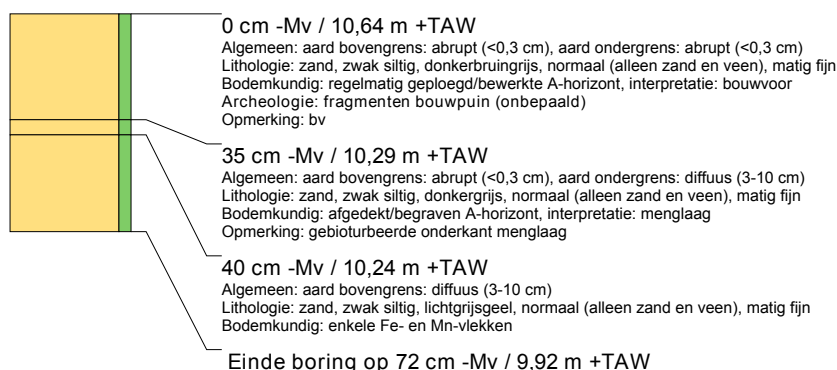 0 cm -Mv / 10,64 m +TAW
Algemeen: aard bovengrens: abrupt (<0,3 cm), aard ondergrens: abrupt (<0,3 cm)
Lithologie: zand, zwak siltig, donkerbruingrijs, normaal (alleen zand en veen), matig fijn
Bodemkundig: regelmatig geploegd/bewerkte A-horizont, interpretatie: bouwvoor
Archeologie: fragmenten bouwpuin (onbepaald)
Opmerking: bv
35 cm -Mv / 10,29 m +TAW
Algemeen: aard bovengrens: abrupt (<0,3 cm), aard ondergrens: diffuus (3-10 cm)
Lithologie: zand, zwak siltig, donkergrijs, normaal (alleen zand en veen), matig fijn
Bodemkundig: afgedekt/begraven A-horizont, interpretatie: menglaag
Opmerking: gebioturbeerde onderkant menglaag
40 cm -Mv / 10,24 m +TAW
Algemeen: aard bovengrens: diffuus (3-10 cm)
Lithologie: zand, zwak siltig, lichtgrijsgeel, normaal (alleen zand en veen), matig fijn
Bodemkundig: enkele Fe- en Mn-vlekken
Einde boring op 72 cm -Mv / 9,92 m +TAW